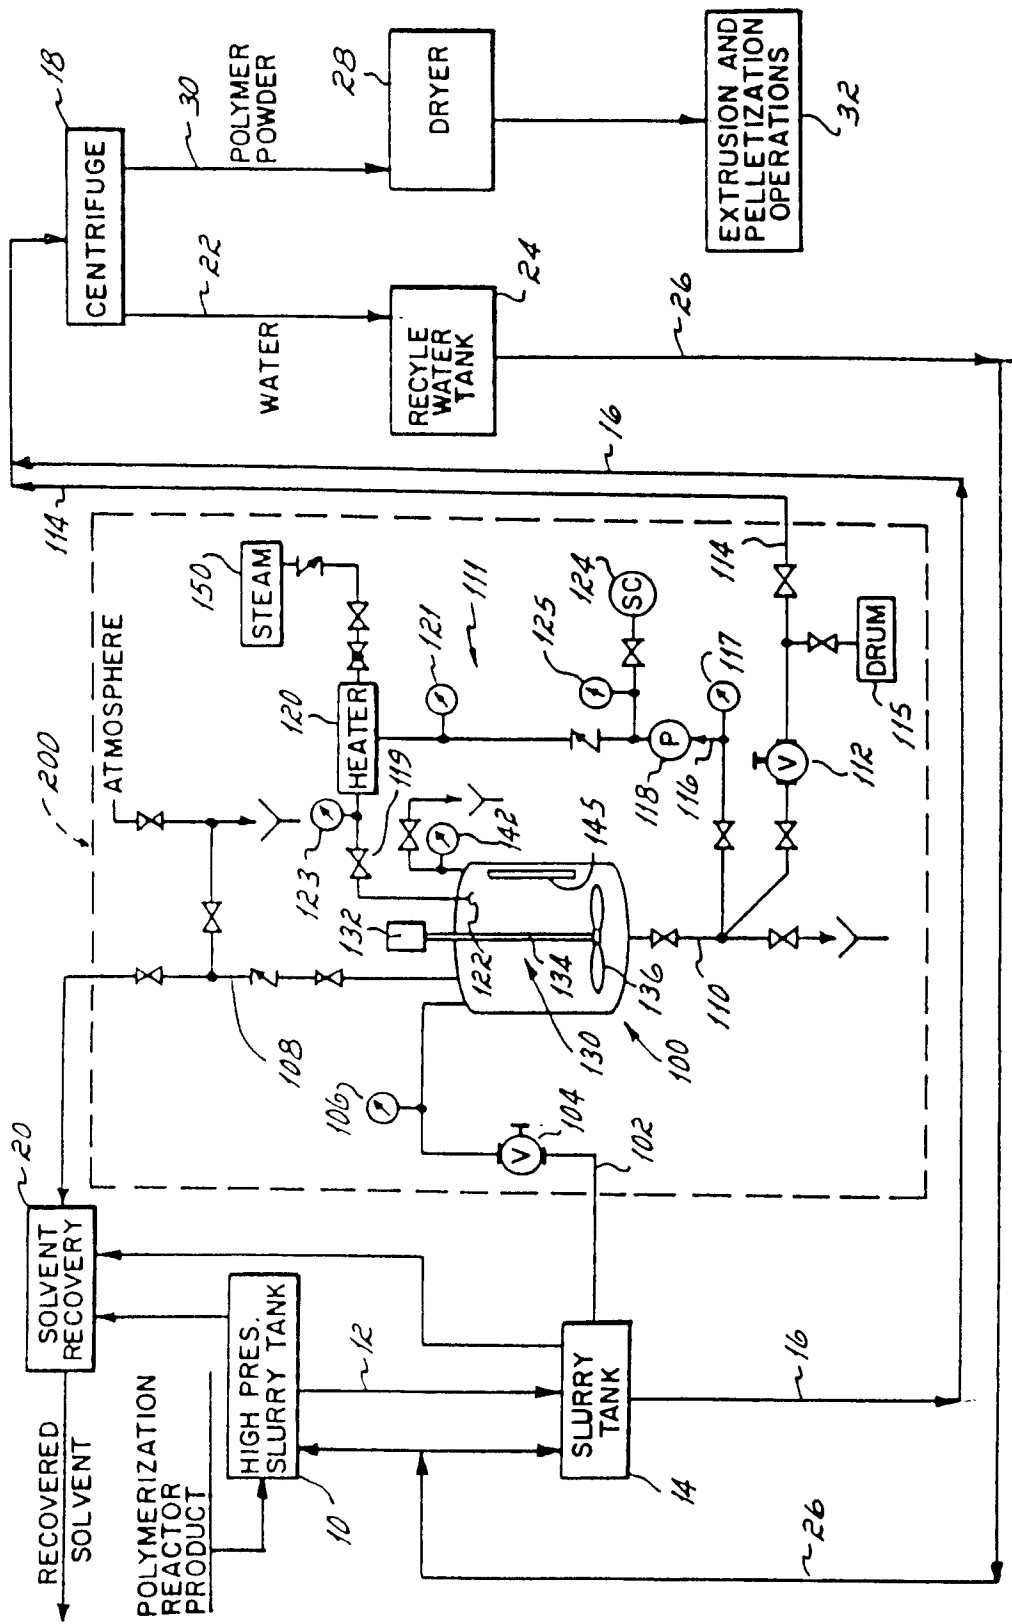 RECOVERED
SOLVENT
20
SOLVENT
RECOVERY
POLYMERIZATION
REACTOR
PRODUCT
HIGH PRES.
SLURRY TANK
10
12
SLURRY
TANK
14
16
26
200
ATMOSPHERE
108
106
104
102
V
132
123
119
122
134
136
130
100
142
145
110
120
HEATER
150
STEAM
121
111
125
124
SC
118
P
116
117
112
V
114
DRUM
115
114
16
18
CENTRIFUGE
22
WATER
30
POLYMER
POWDER
RECYLE
WATER
TANK
24
26
28
DRYER
EXTRUSION AND
PELLETIZATION
OPERATIONS
32